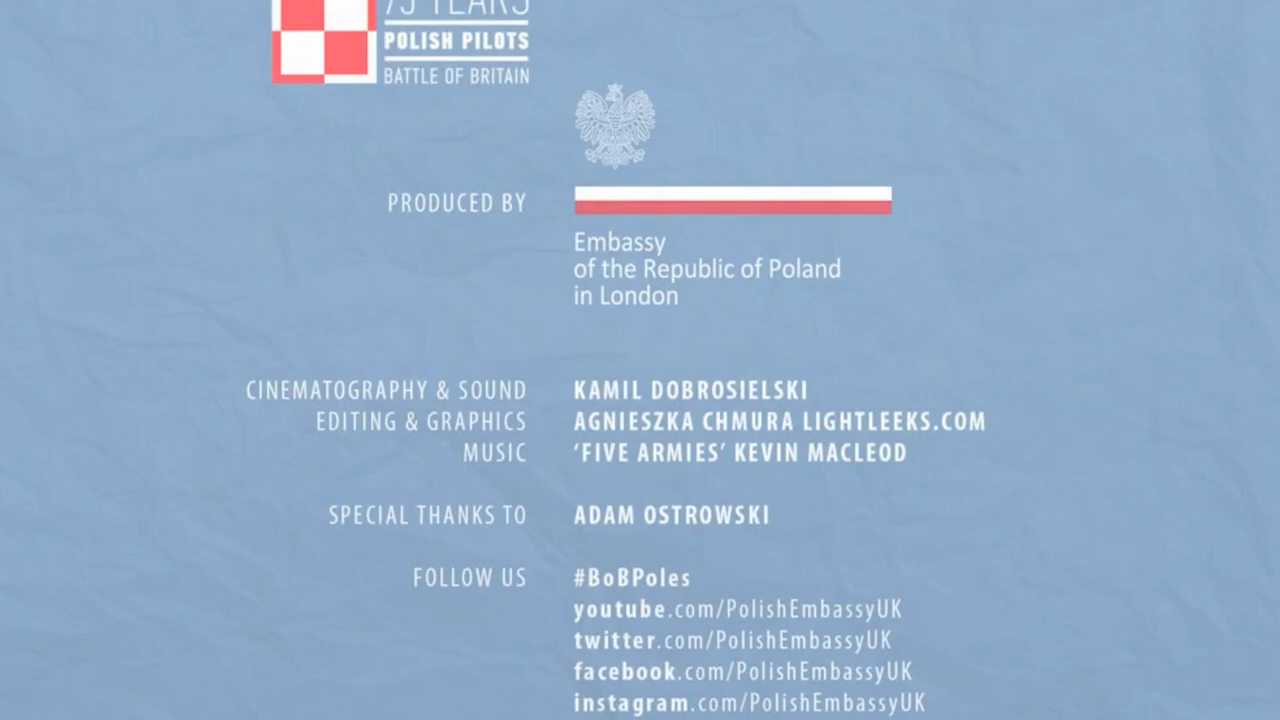 75 YEARS
POLISH PILOTS
BATTLE OF BRITAIN
PRODUCED BY
Embassy
of the Republic of Poland
in London
CINEMATOGRAPHY & SOUND KAMIL DOBROSIELSKI
EDITING & GRAPHICS AGNIESZKA CHMURA LIGHTLEEKS.COM
MUSIC ‘FIVE ARMIES’ KEVIN MACLEOD
SPECIAL THANKS TO ADAM OSTROWSKI
FOLLOW US #BoBPoles
youtube.com/PolishEmbassyUK
twitter.com/PolishEmbassyUK
facebook.com/PolishEmbassyUK
instagram.com/PolishEmbassyUK